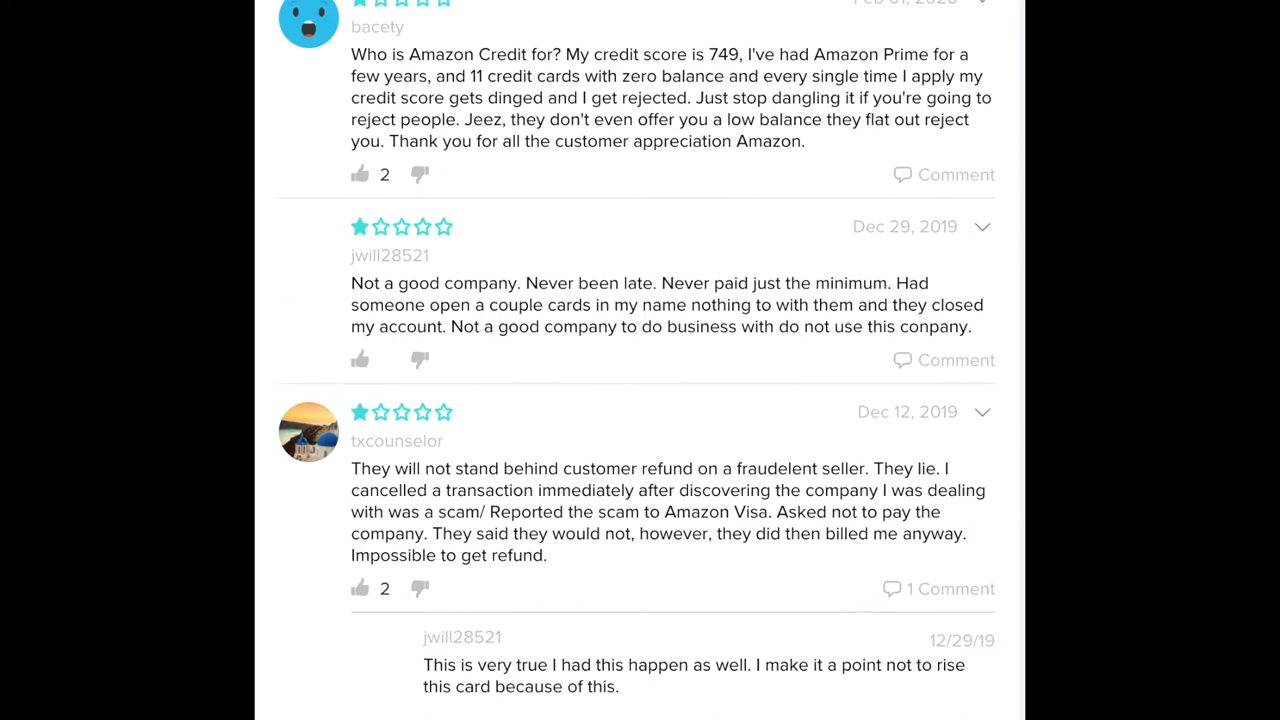 bacety
Who is Amazon Credit for? My credit score is 749, I've had Amazon Prime for a
few years, and 11 credit cards with zero balance and every single time I apply my
credit score gets dinged and I get rejected. Just stop dangling it if you're going to
reject people. Jeez, they don't even offer you a low balance they flat out reject
you. Thank you for all the customer appreciation Amazon.
2 Comment
Dec 29, 2019
jwill28521
Not a good company. Never been late. Never paid just the minimum. Had
someone open a couple cards in my name nothing to with them and they closed
my account. Not a good company to do business with do not use this conpany.
Comment
Dec 12, 2019
txcounselor
They will not stand behind customer refund on a fraudelent seller. They lie. I
cancelled a transaction immediately after discovering the company I was dealing
with was a scam/ Reported the scam to Amazon Visa. Asked not to pay the
company. They said they would not, however, they did then billed me anyway.
Impossible to get refund.
2 1 Comment
jwill28521 12/29/19
This is very true I had this happen as well. I make it a point not to rise
this card because of this.